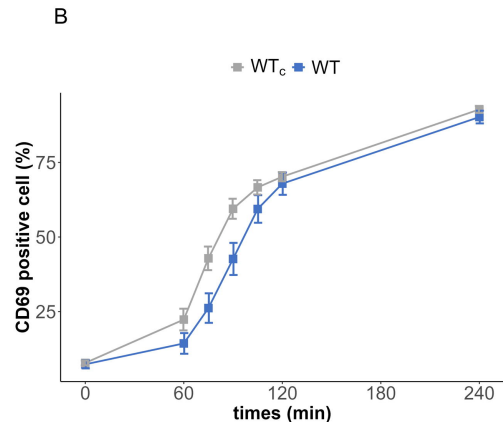 B
WTc WT
CD69 positive cell (%)
75
50
25
0 60 120 180 240
times (min)